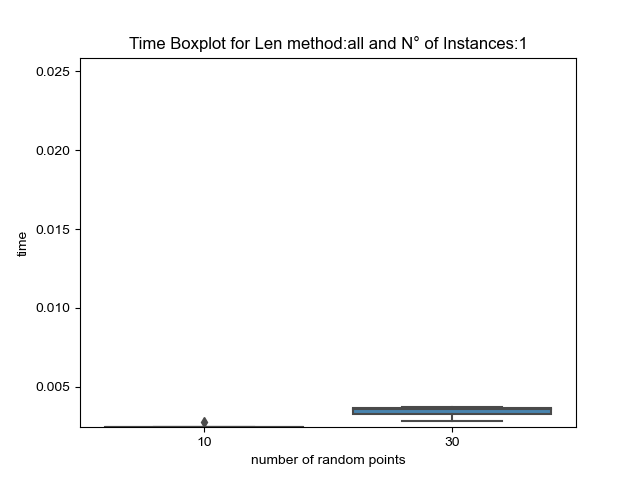 Time Boxplot for Len method:all and N° of Instances:1
0.025
0.020
0.015
0.010
0.005
time
10
30
number of random points